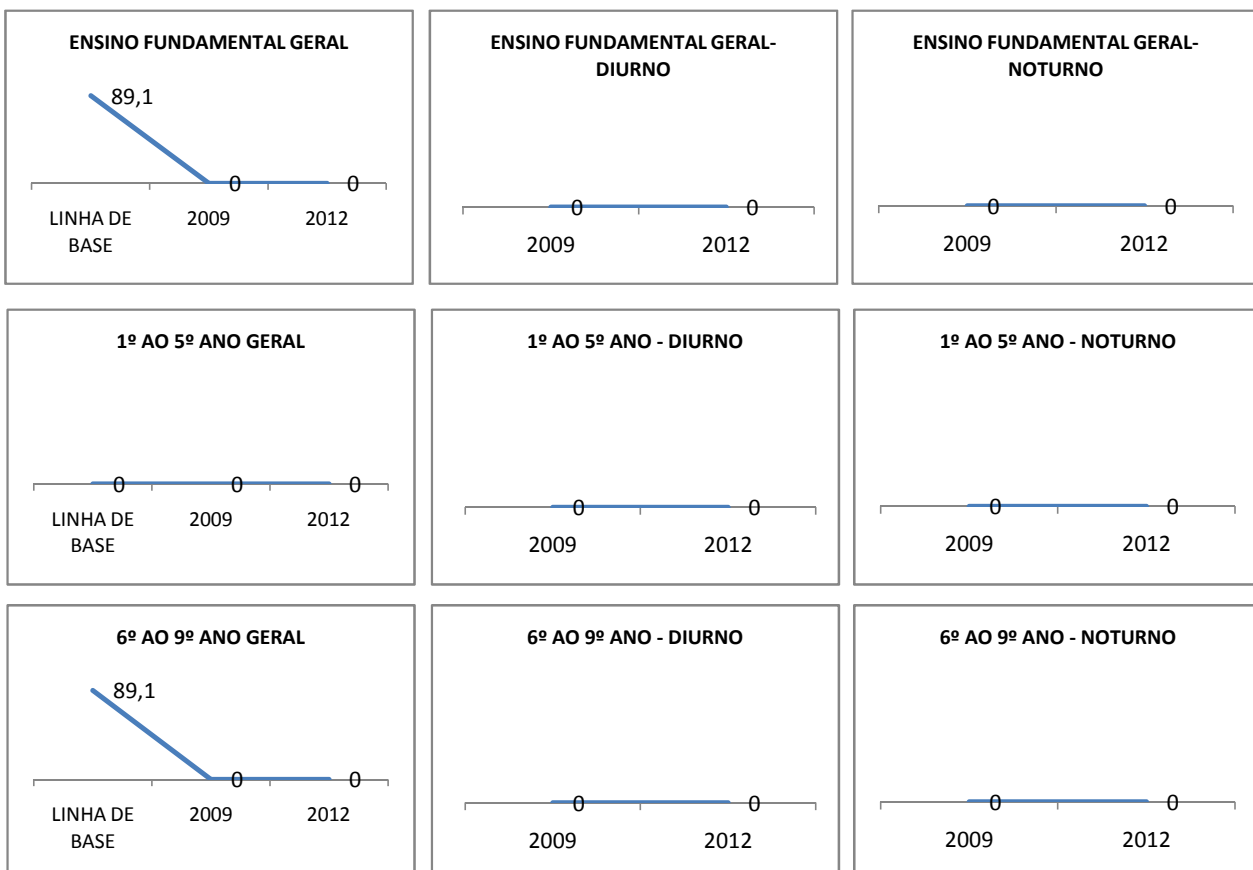 ENSINO FUNDAMENTAL GERAL
89,1
0
0
LINHA DE
BASE
2009
2012
ENSINO FUNDAMENTAL GERAL-
DIURNO
0
0
2009
2012
ENSINO FUNDAMENTAL GERAL-
NOTURNO
0
0
2009
2012
1º AO 5º ANO GERAL
0
0
0
LINHA DE
BASE
2009
2012
1º AO 5º ANO - DIURNO
0
0
2009
2012
1º AO 5º ANO - NOTURNO
0
0
2009
2012
6º AO 9º ANO GERAL
89,1
0
0
LINHA DE
BASE
2009
2012
6º AO 9º ANO - DIURNO
0
0
2009
2012
6º AO 9º ANO - NOTURNO
0
0
2009
2012